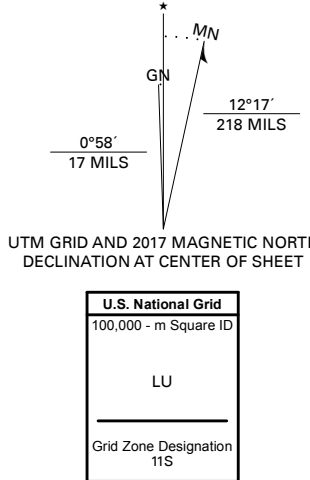 MN
GN
0°58´
17 MILS
12°17´
218 MILS
UTM GRID AND 2017 MAGNETIC NORTH
DECLINATION AT CENTER OF SHEET
U.S. National Grid
100,000 - m Square ID
LU
Grid Zone Designation
11S